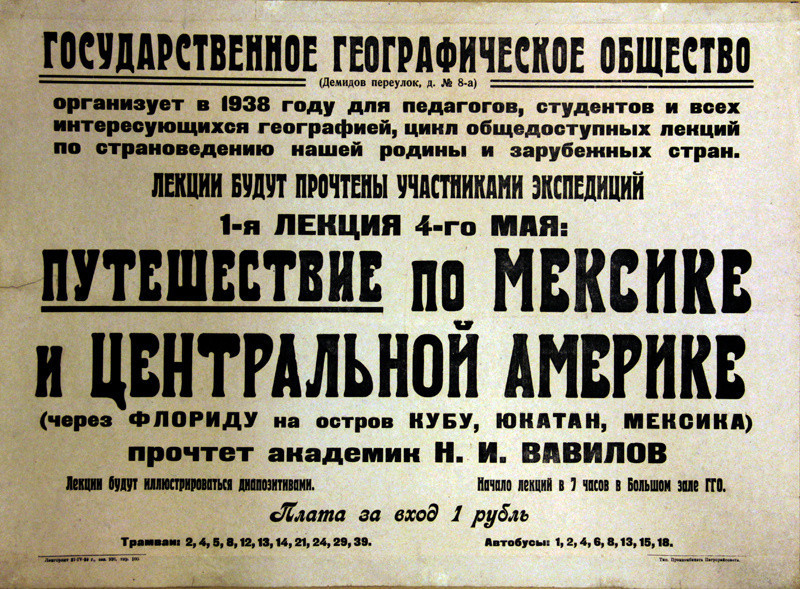 ГОСУДАРСТВЕННОЕ ГЕОГРАФИЧЕСКОЕ ОБЩЕСТВО
(Демидов переулок, д. № 8-а)
организует в 1938 году для педагогов, студентов и всех
интересующихся географией, цикл общедоступных лекций
по страноведению нашей родины и зарубежных стран.
ЛЕКЦИИ БУДУТ ПРОЧТЕНЫ УЧАСТНИКАМИ ЭКСПЕДИЦИЙ
1-я ЛЕКЦИЯ 4-го МАЯ:
ПУТЕШЕСТВИЕ по МЕКСИКЕ
и ЦЕНТРАЛЬНОЙ АМЕРИКЕ
(через ФЛОРИДУ на остров КУБУ, ЮКАТАН, МЕКСИКА)
прочтет академик Н. И. ВАВИЛОВ
Лекции будут иллюстрироваться диапозитивами. Начало лекций в 7 часов в Большом зале ГГО.
Плата за вход 1 рубль
Трамваи: 2, 4, 5, 8, 12, 13, 14, 21, 24, 29, 39. Автобусы: 1, 2, 4, 6, 8, 13, 15, 18.